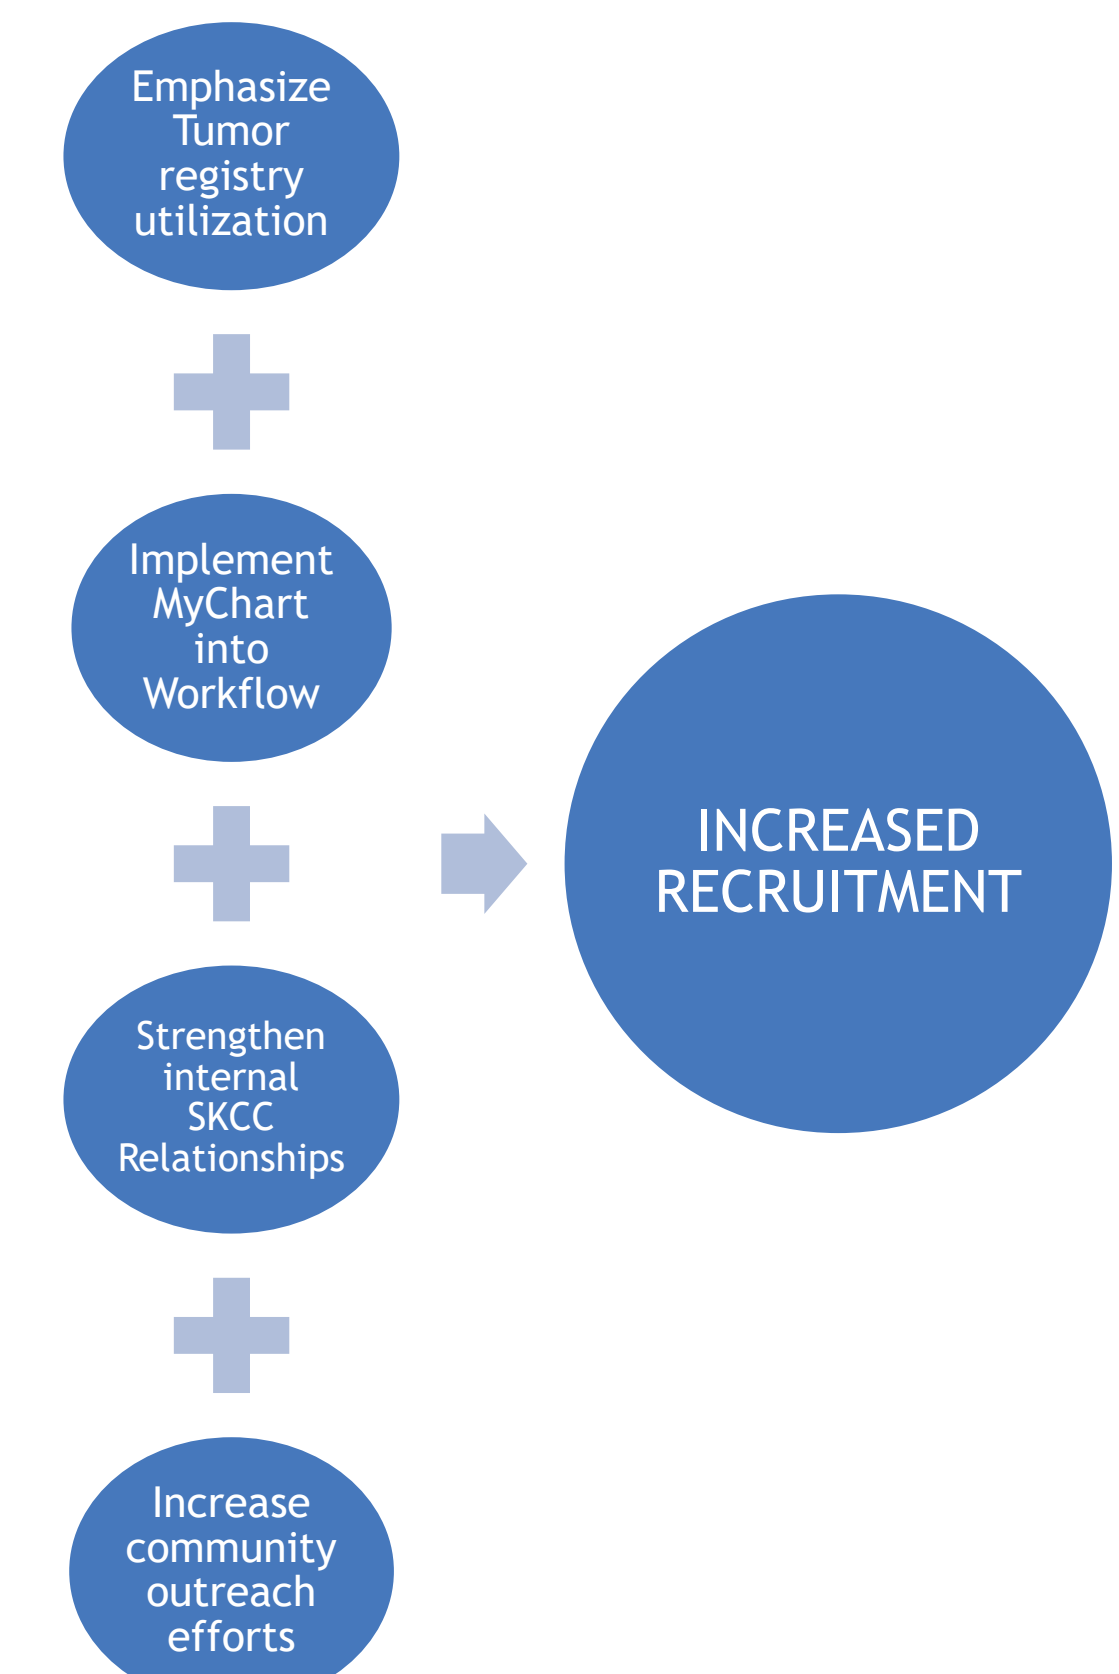 Emphasize
Tumor
registry
utilization
Implement
MyChart
into
Workflow
Strengthen
internal
SKCC
Relationships
Increase
community
outreach
efforts
INCREASED
RECRUITMENT